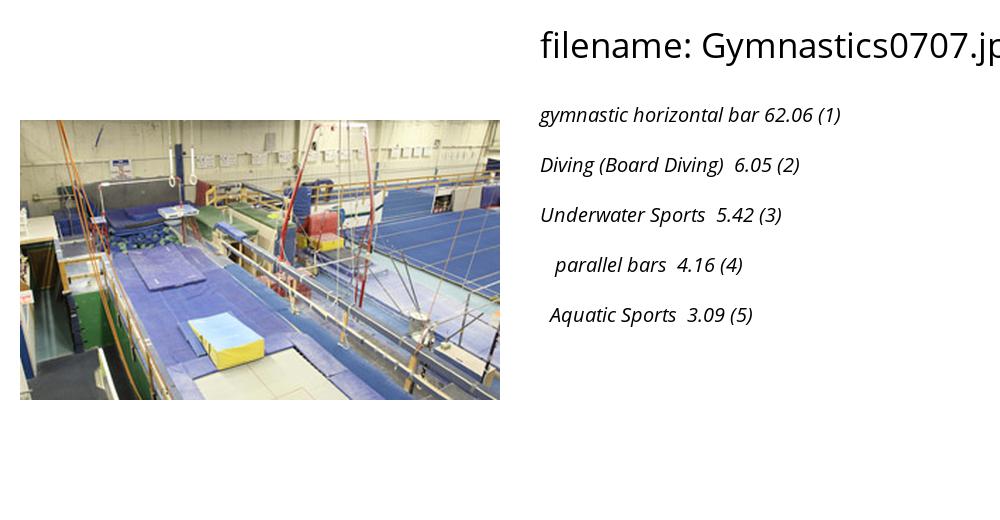 filename: Gymnastics0707.jp
gymnastic horizontal bar 62.06 (1)
Diving (Board Diving)  6.05 (2)
Underwater Sports  5.42 (3)
parallel bars  4.16 (4)
Aquatic Sports  3.09 (5)